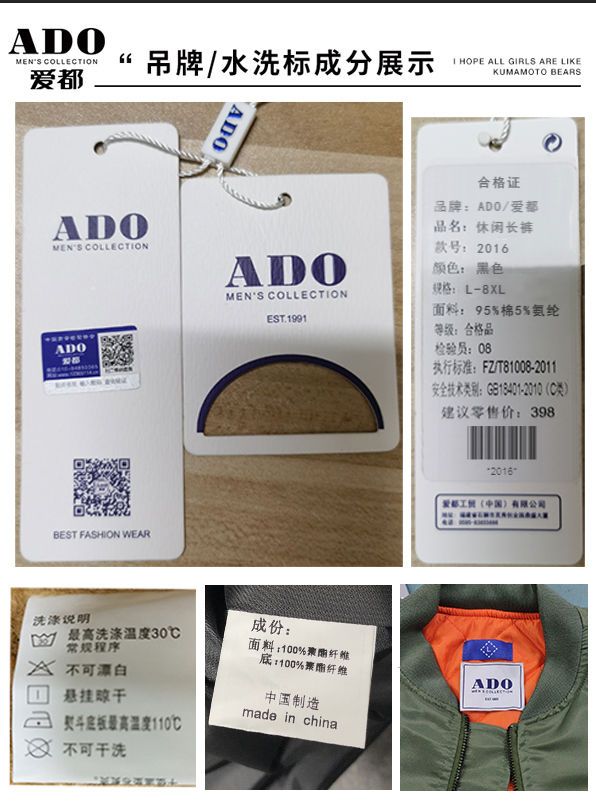 ADO
MEN'S COLLECTION
爱都
“ 吊牌/水洗标成分展示
I HOPE ALL GIRLS ARE LIKE
KUMAMOTO BEARS
ADO
ADO
MEN'S COLLECTION
ADO
爱都
BEST FASHION WEAR
ADO
MEN'S COLLECTION
EST.1991
合格证
品牌：ADO/爱都
品名：休闲长裤
款号：2016
颜色：黑色
规格：L-8XL
面料：95%棉5%氨纶
等级：合格品
检验员：08
执行标准：FZ/T81008-2011
安全技术类别：GB18401-2010（C类）
建议零售价：398
"2016"
爱都工贸（中国）有限公司
洗涤说明
最高洗涤温度30℃
常规程序
不可漂白
悬挂晾干
熨斗底板最高温度110℃
不可干洗
成份：
面料：100%聚酯纤维
底：100%聚酯纤维
中国制造
made in china
L
ADO
MEN'S COLLECTION